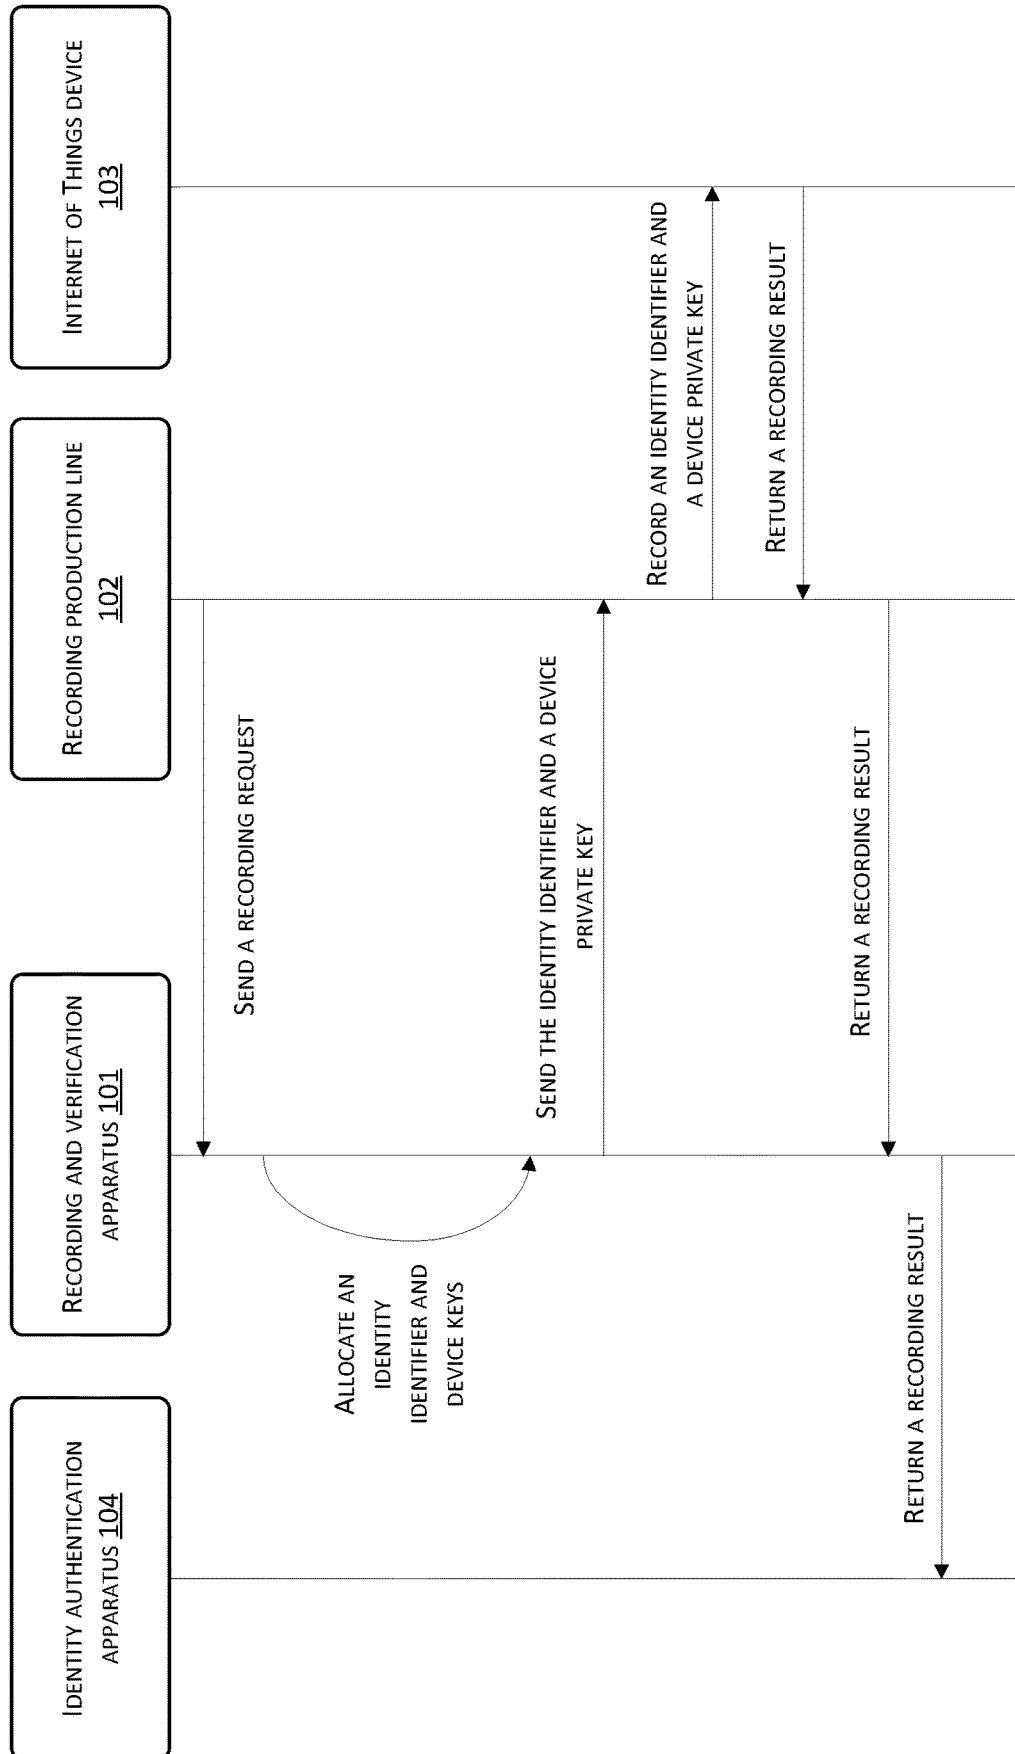 IDENTITY AUTHENTICATION
APPARATUS 104
RECORDING AND VERIFICATION
APPARATUS 101
RECORDING PRODUCTION LINE
102
INTERNET OF THINGS DEVICE
103
SEND A RECORDING REQUEST
ALLOCATE AN
IDENTITY
IDENTIFIER AND
DEVICE KEYS
SEND THE IDENTITY IDENTIFIER AND A DEVICE
PRIVATE KEY
RECORD AN IDENTITY IDENTIFIER AND
A DEVICE PRIVATE KEY
RETURN A RECORDING RESULT
RETURN A RECORDING RESULT
RETURN A RECORDING RESULT